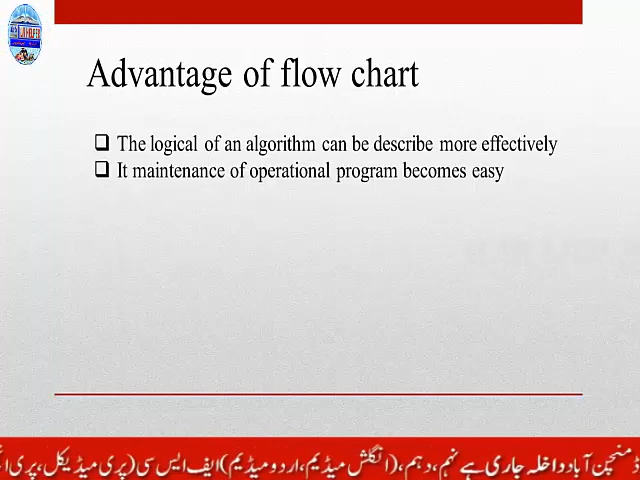 Advantage of flow chart
❑ The logical of an algorithm can be describe more effectively
❑ It maintenance of operational program becomes easy
منچن آباد داخلہ جاری ہے نہم، دہم، (انگلش میڈیم، اردو میڈیم) ایف ایس سی (پری میڈیکل، پری